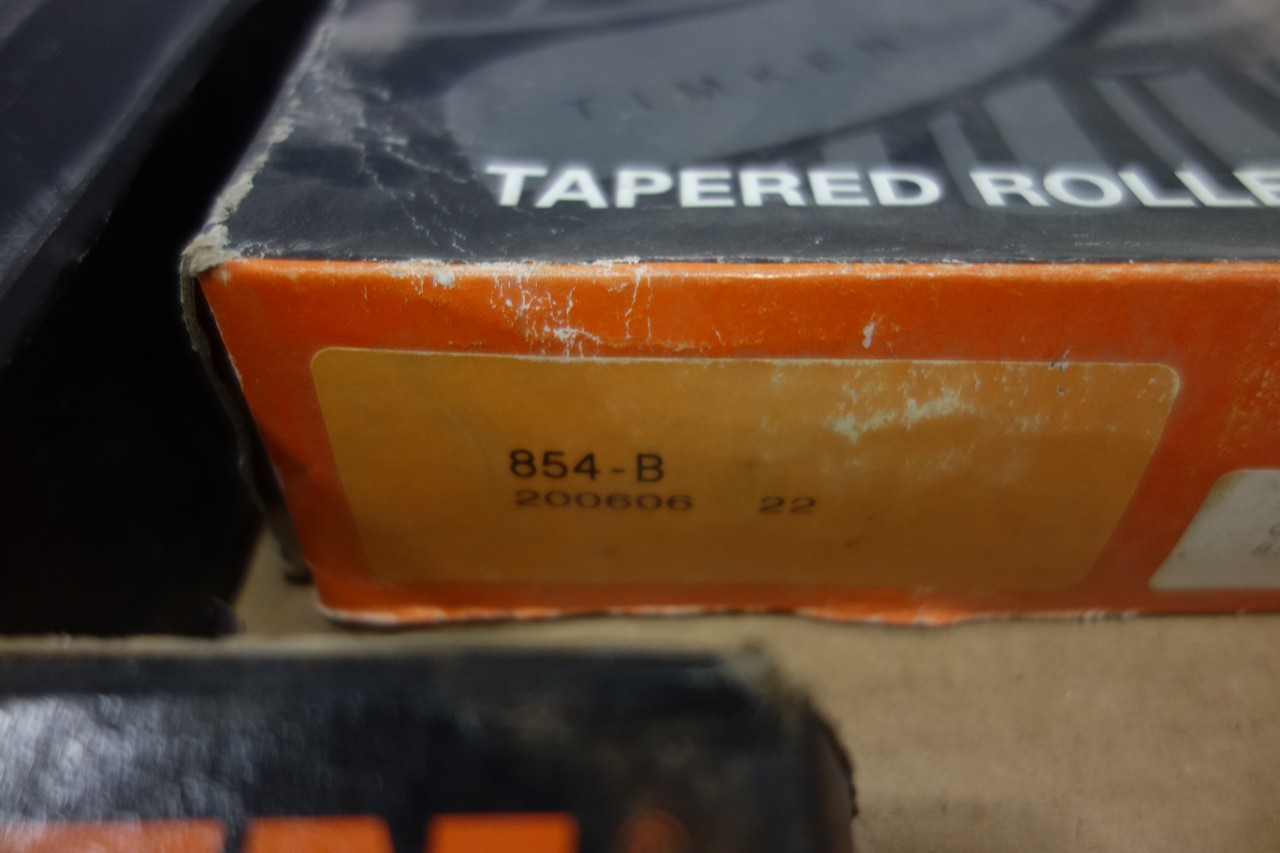 TIMKEN
TAPERED ROLLE
854-B
200606 22